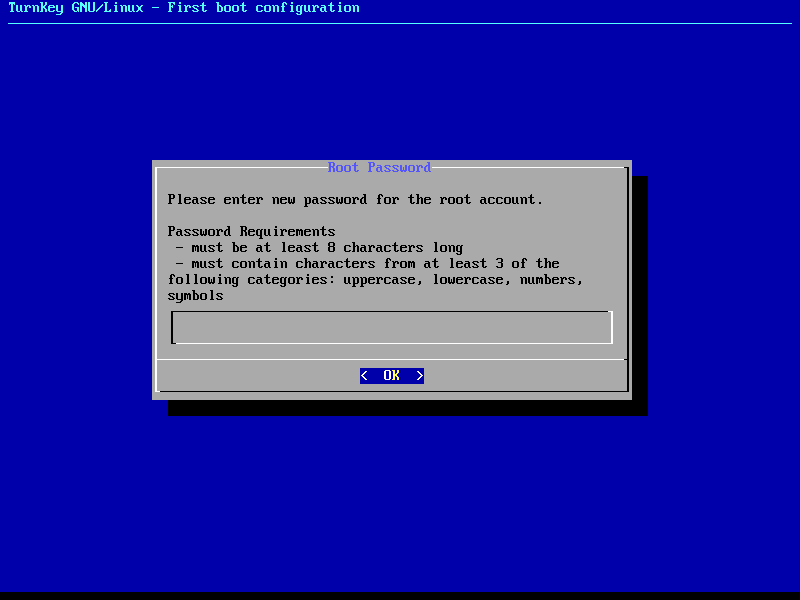 TurnKey GNU/Linux - First boot configuration
Root Password
Please enter new password for the root account.
Password Requirements
- must be at least 8 characters long
- must contain characters from at least 3 of the
following categories: uppercase, lowercase, numbers,
symbols
< OK >